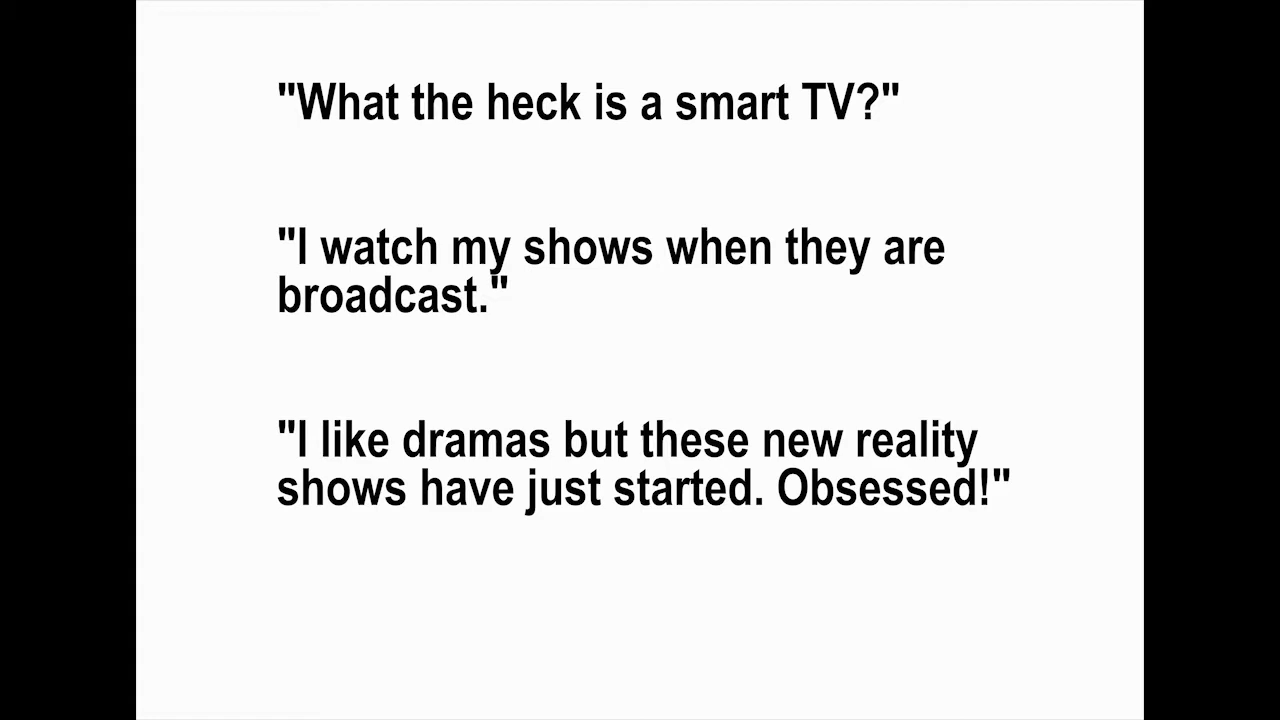 "What the heck is a smart TV?"
"I watch my shows when they are
broadcast."
"I like dramas but these new reality
shows have just started. Obsessed!"